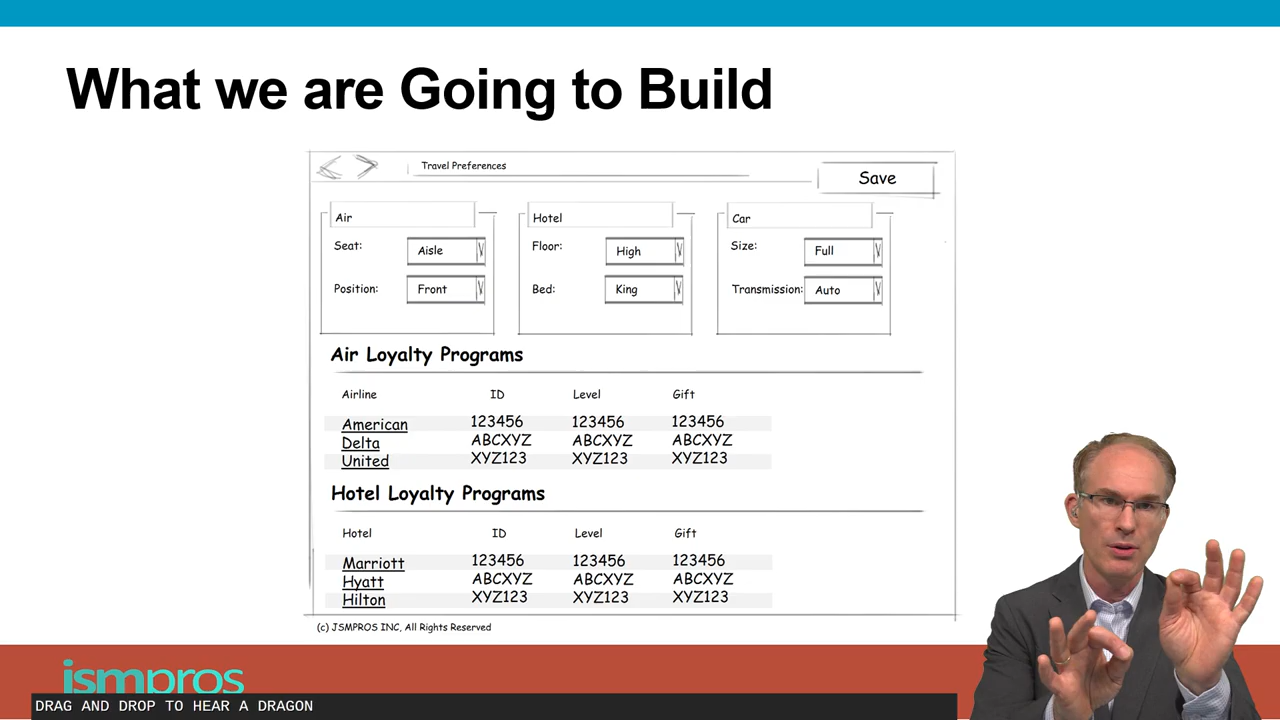 What we are Going to Build
Travel Preferences
Save
Air
Hotel
Car
Seat: Aisle
Floor: High
Size: Full
Position: Front
Bed: King
Transmission: Auto
Air Loyalty Programs
Airline ID Level Gift
American 123456 123456 123456
Delta ABCXYZ ABCXYZ ABCXYZ
United XYZ123 XYZ123 XYZ123
Hotel Loyalty Programs
Hotel ID Level Gift
Marriott 123456 123456 123456
Hyatt ABCXYZ ABCXYZ ABCXYZ
Hilton XYZ123 XYZ123 XYZ123
(c) JSMPROS INC, All Rights Reserved
jsmpros
DRAG AND DROP TO HEAR A DRAGON